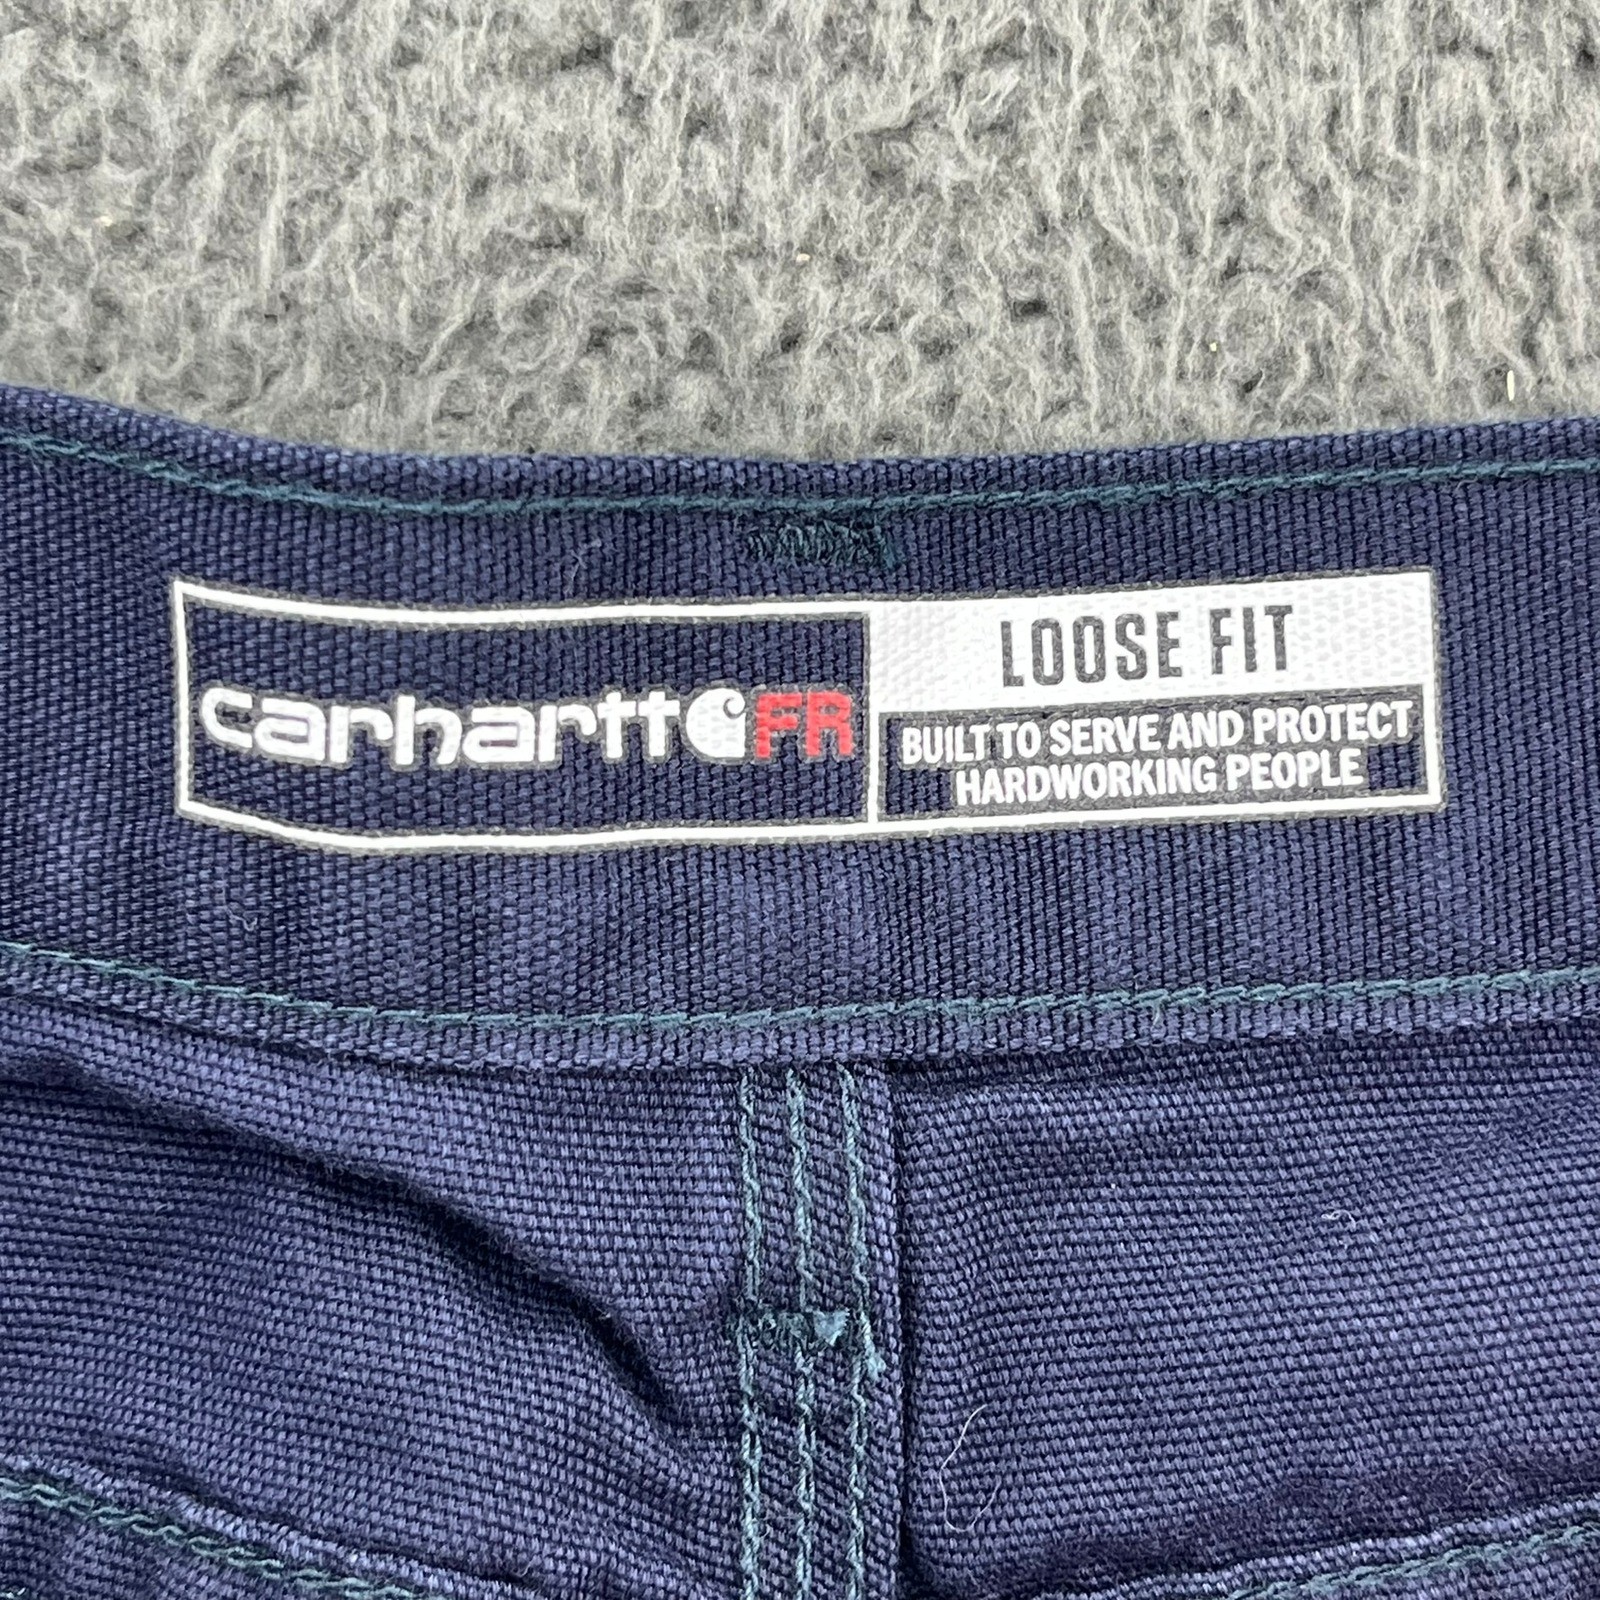 carhartt FR
LOOSE FIT
BUILT TO SERVE AND PROTECT
HARDWORKING PEOPLE